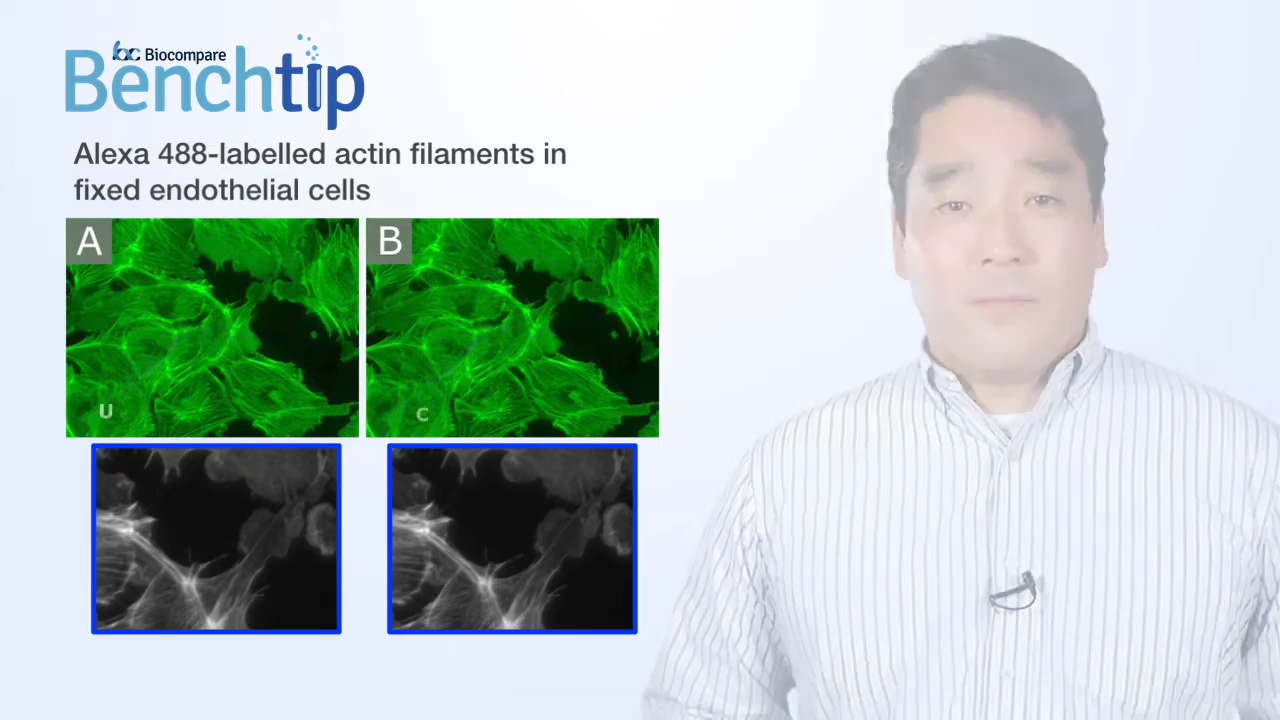 Biocompare
Benchtip
Alexa 488-labelled actin filaments in
fixed endothelial cells
A
B
U
C